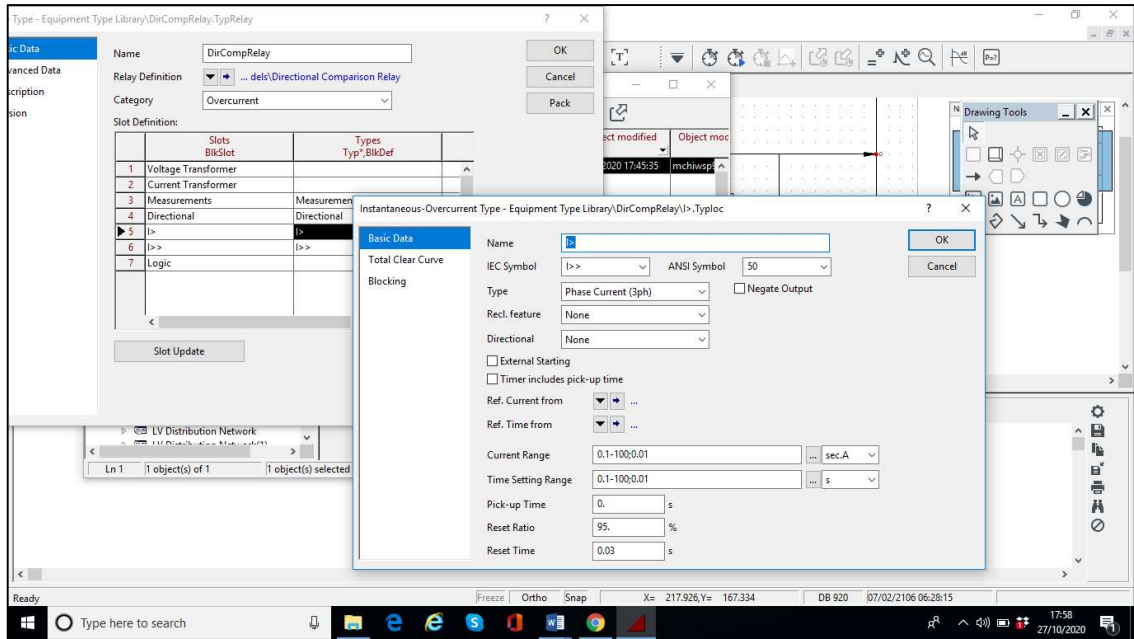 Type - Equipment Type Library\DirCompRelay.TypRelay
? ×
ic Data
vanced Data
scription
sion
Name DirCompRelay
Relay Definition ... dels\Directional Comparison Relay
Category Overcurrent
Slot Definition:
Slots
BlkSlot
Types
Typ*,BlkDef
1 Voltage Transformer
2 Current Transformer
3 Measurements Measuremen
4 Directional Directional
5 I> I>
6 I>> I>>
7 Logic
Slot Update
OK
Cancel
Pack
ect modified Object moc
2020 17:45:35
Drawing Tools
Instantaneous-Overcurrent Type - Equipment Type Library\DirCompRelay\I>.TypIoc
? ×
Basic Data
Total Clear Curve
Blocking
Name I>
IEC Symbol I>> ANSI Symbol 50
Type Phase Current (3ph) Negate Output
Recl. feature None
Directional None
External Starting
Timer includes pick-up time
Ref. Current from ...
Ref. Time from ...
Current Range 0.1-100;0.01 ... sec.A
Time Setting Range 0.1-100;0.01 ... s
Pick-up Time 0. s
Reset Ratio 95. %
Reset Time 0.03 s
OK
Cancel
LV Distribution Network
LV Distribution Network(1)
Ln 1 1 object(s) of 1 1 object(s) selected
Ready
Freeze Ortho Snap X= 217.926,Y= 167.334 DB 920 07/02/2106 06:28:15
Type here to search
17:58
27/10/2020